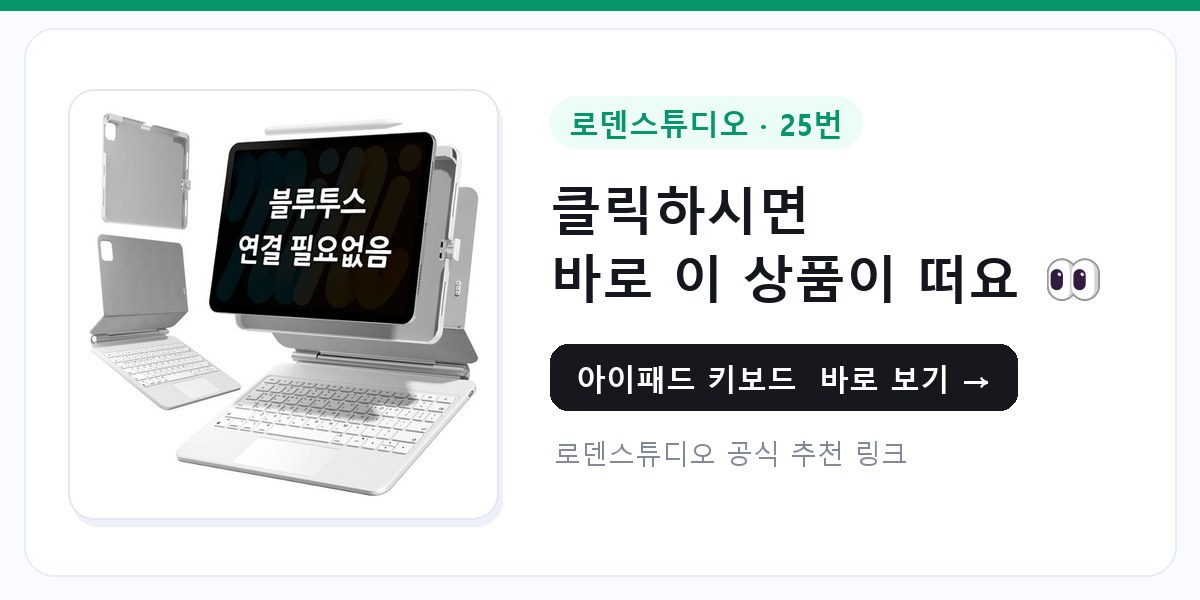 블루투스
연결 필요없음
로덴스튜디오 · 25번
클릭하시면
바로 이 상품이 떠요 👀
아이패드 키보드 바로 보기 →
로덴스튜디오 공식 추천 링크